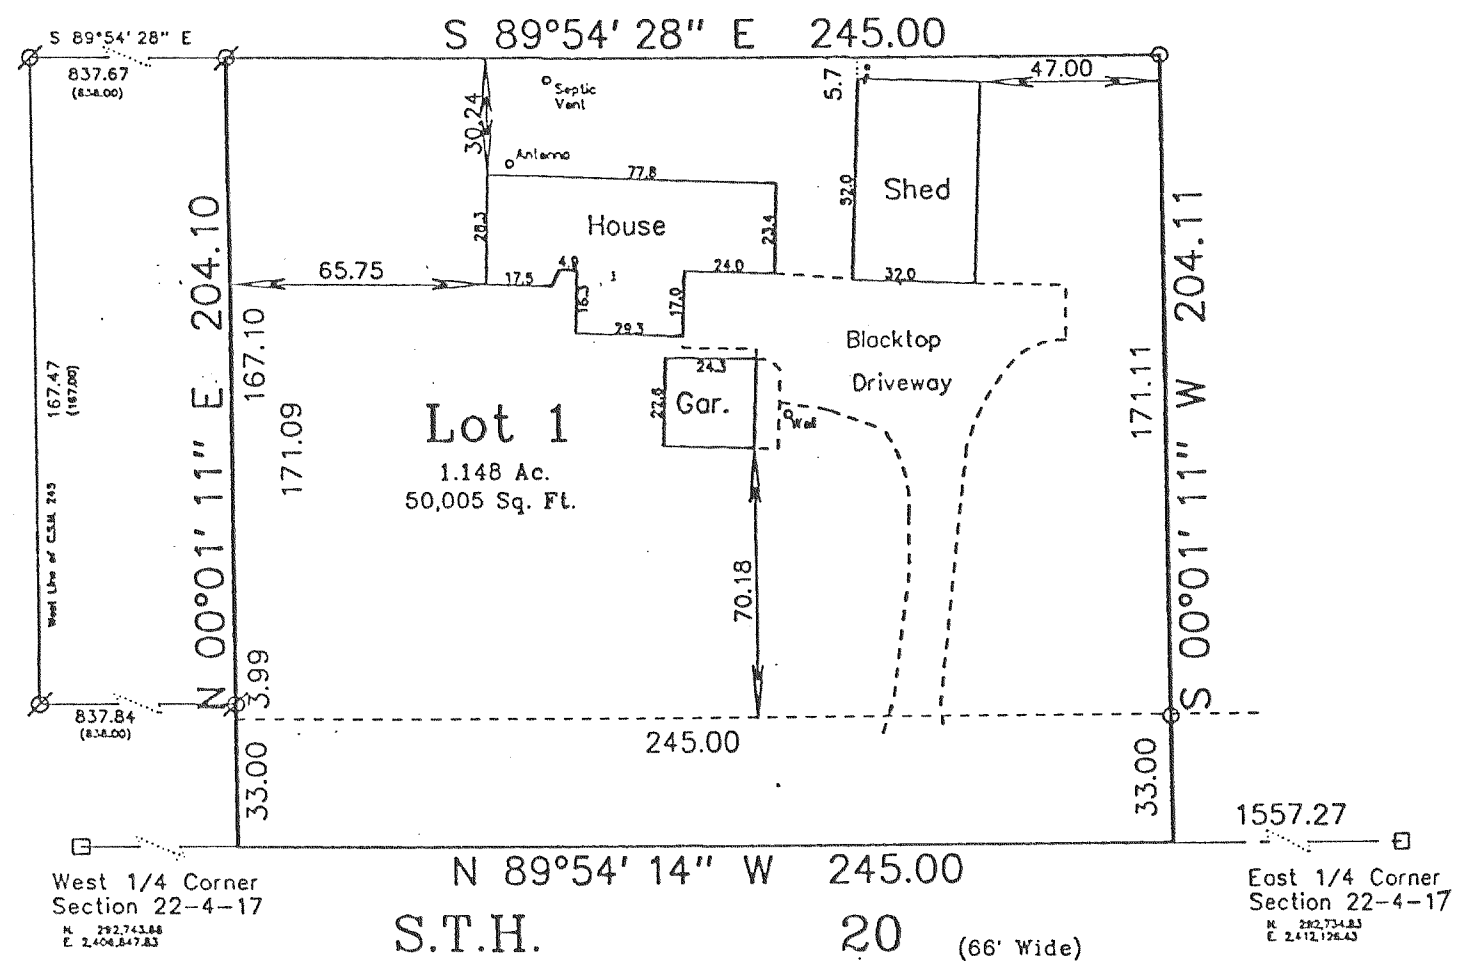 S 89°54' 28" E
S 89°54' 28" E 245.00
837.67
(838.00)
5.7
47.00
30.24
Septic
Vent
Antenna
77.8
House
Shed
28.3
23.4
52.0
32.0
65.75
17.5
4.9
16.3
29.3
17.0
24.0
N 00°01' 11" E 204.10
167.10
171.09
167.47
(167.00)
West Line of C.S.M. 245
Blacktop
Driveway
24.3
27.8
Gar.
Well
Lot 1
1.148 Ac.
50,005 Sq. Ft.
70.18
171.11
S 00°01' 11" W 204.11
3.99
837.84
(838.00)
245.00
33.00
33.00
1557.27
N 89°54' 14" W 245.00
West 1/4 Corner
Section 22-4-17
N. 292,743.88
E. 2,406,847.83
East 1/4 Corner
Section 22-4-17
N. 292,734.83
E. 2,412,126.43
S.T.H. 20 (66' Wide)